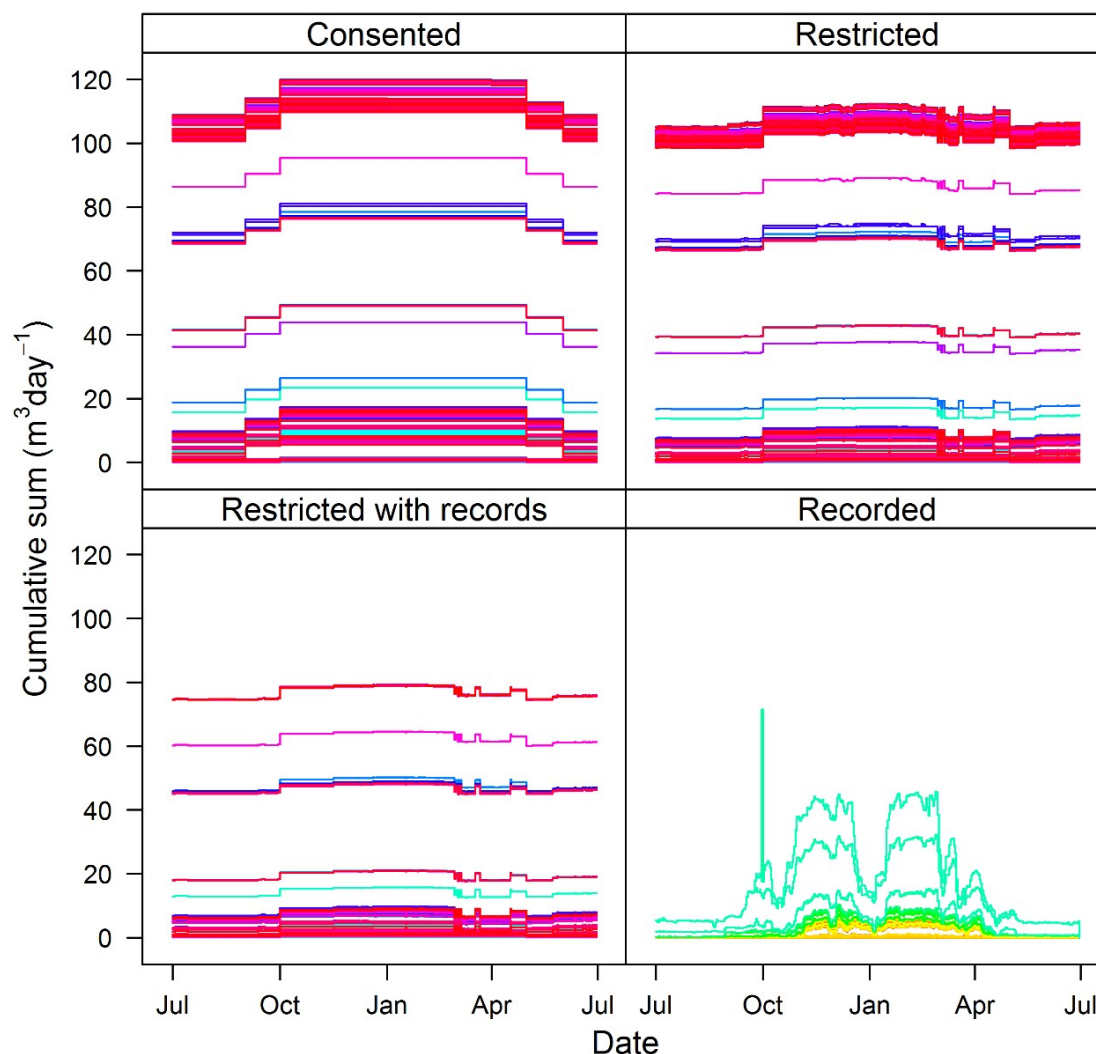 Consented
Restricted
120
100
80
60
40
20
0
Restricted with records
Recorded
120
100
80
60
40
20
0
Cumulative sum (m³day⁻¹)
Jul Oct Jan Apr Jul
Jul Oct Jan Apr Jul
Date